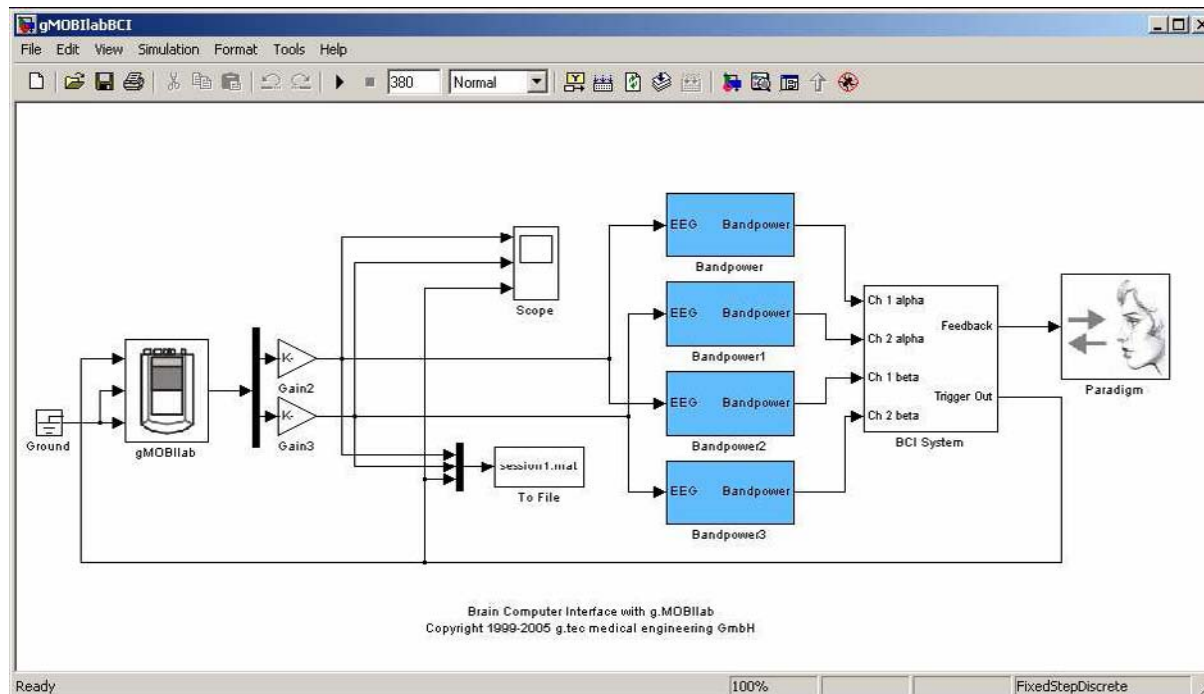 gMOBIlabBCI
File Edit View Simulation Format Tools Help
380 Normal
EEG Bandpower
Bandpower
Scope
EEG Bandpower
Bandpower1
Ch 1 alpha
Feedback
Ch 2 alpha
Ch 1 beta
Trigger Out
Ch 2 beta
BCI System
Paradigm
K-
Gain2
K-
Gain3
Ground
gMOBIlab
EEG Bandpower
Bandpower2
session1.mat
To File
EEG Bandpower
Bandpower3
Brain Computer Interface with g.MOBIlab
Copyright 1999-2005 g.tec medical engineering GmbH
Ready 100% FixedStepDiscrete